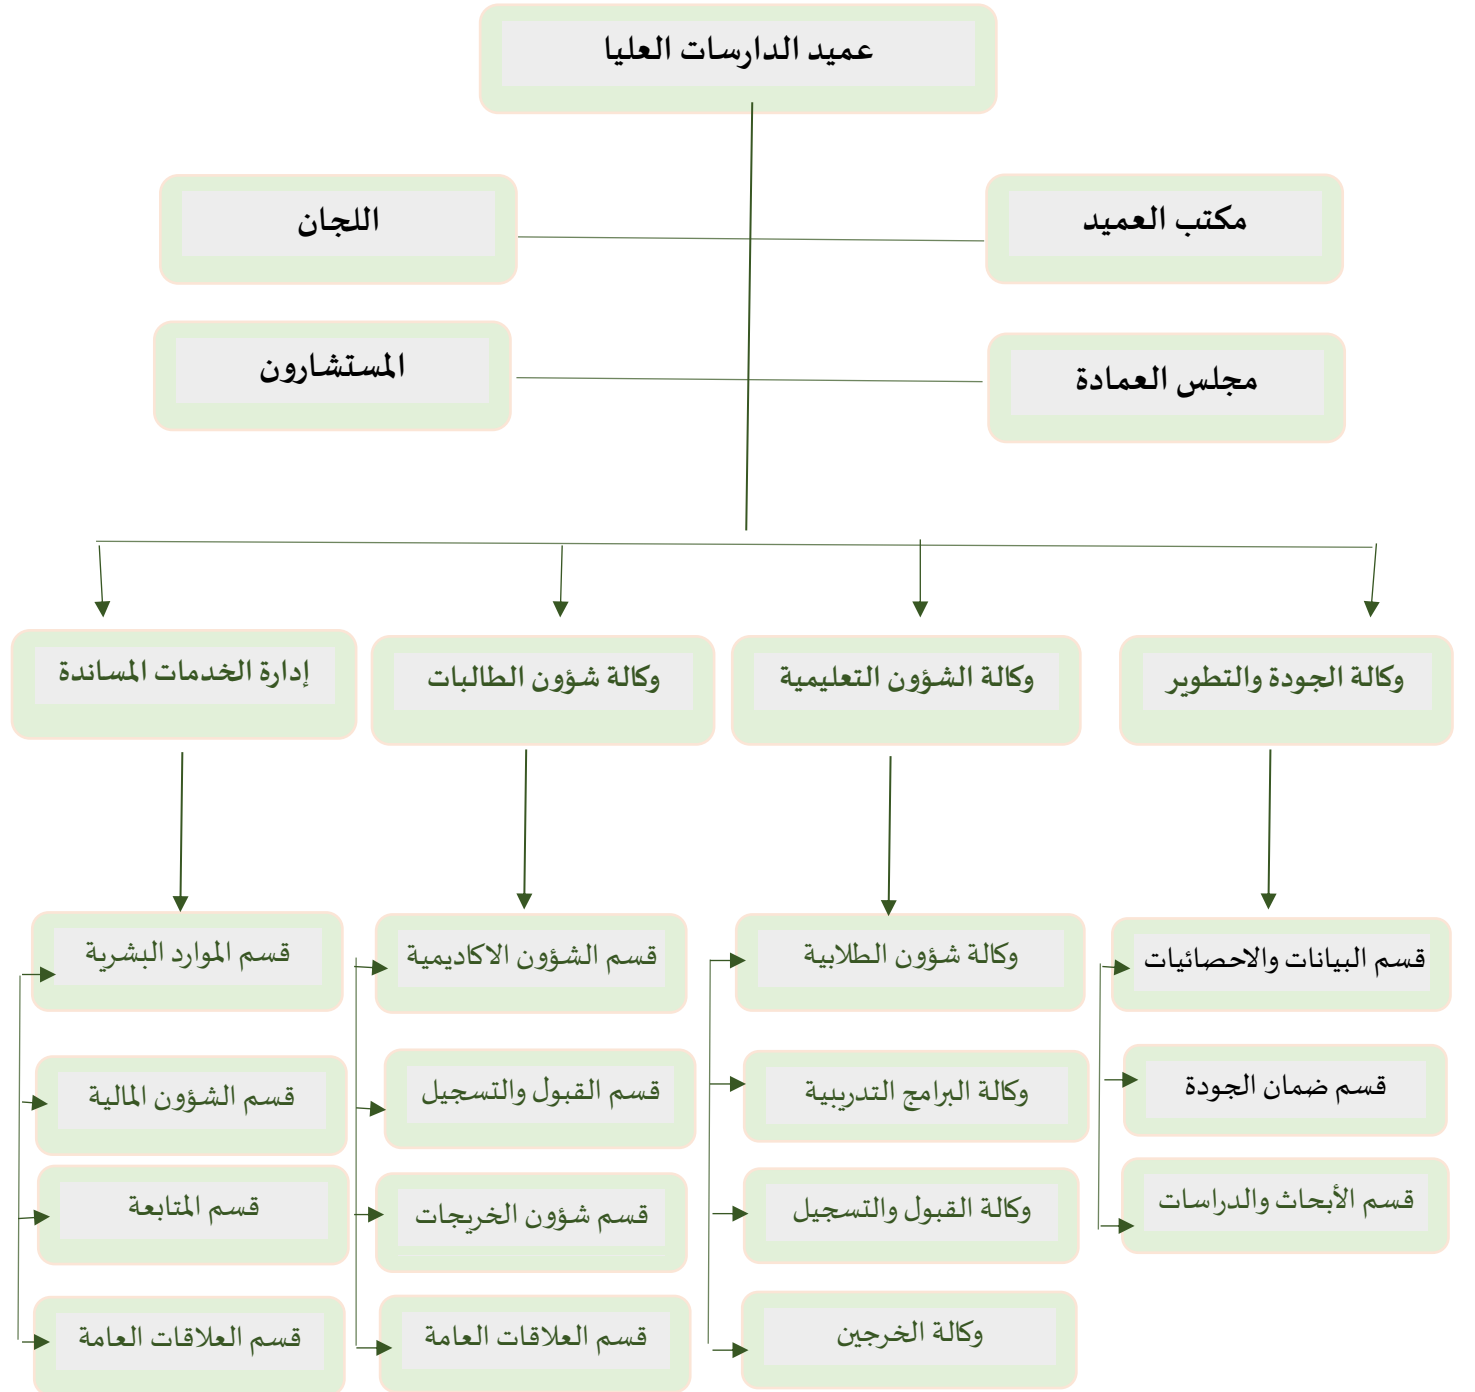 عميد الدارسات العليا
مكتب العميد
اللجان
مجلس العمادة
المستشارون
وكالة الجودة والتطوير
وكالة الشؤون التعليمية
وكالة شؤون الطالبات
إدارة الخدمات المساندة
قسم البيانات والاحصائيات
وكالة شؤون الطلابية
قسم الشؤون الاكاديمية
قسم الموارد البشرية
قسم ضمان الجودة
وكالة البرامج التدريبية
قسم القبول والتسجيل
قسم الشؤون المالية
قسم الأبحاث والدراسات
وكالة القبول والتسجيل
قسم شؤون الخريجات
قسم المتابعة
وكالة الخرجين
قسم العلاقات العامة
قسم العلاقات العامة